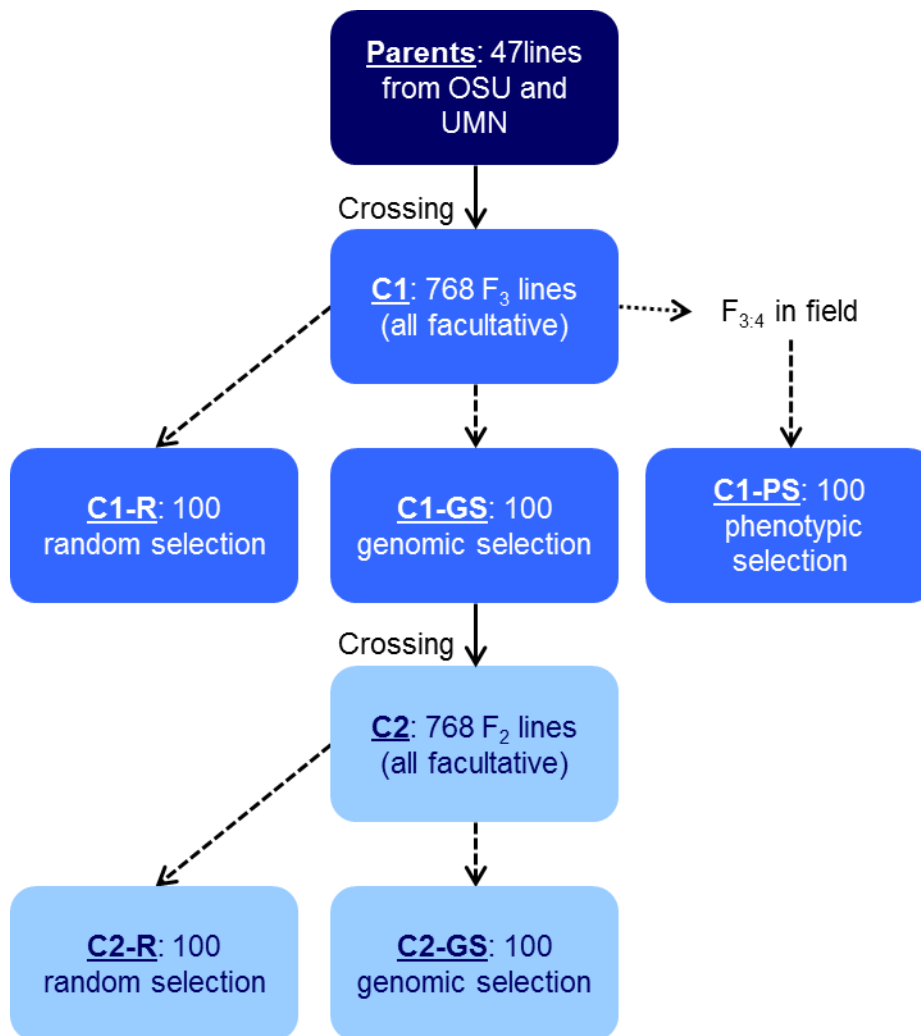 Parents: 47lines
from OSU and
UMN
Crossing
C1: 768 F₃ lines
(all facultative)
F₃:₄ in field
C1-R: 100
random selection
C1-GS: 100
genomic selection
C1-PS: 100
phenotypic
selection
Crossing
C2: 768 F₂ lines
(all facultative)
C2-R: 100
random selection
C2-GS: 100
genomic selection